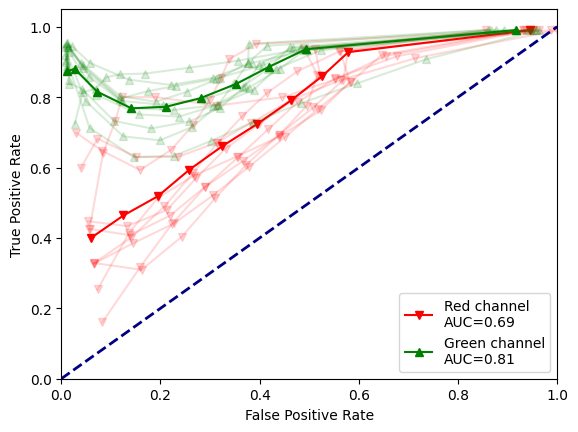 1.0
0.8
0.6
0.4
0.2
0.0
True Positive Rate
Red channel
AUC=0.69
Green channel
AUC=0.81
0.0 0.2 0.4 0.6 0.8 1.0
False Positive Rate